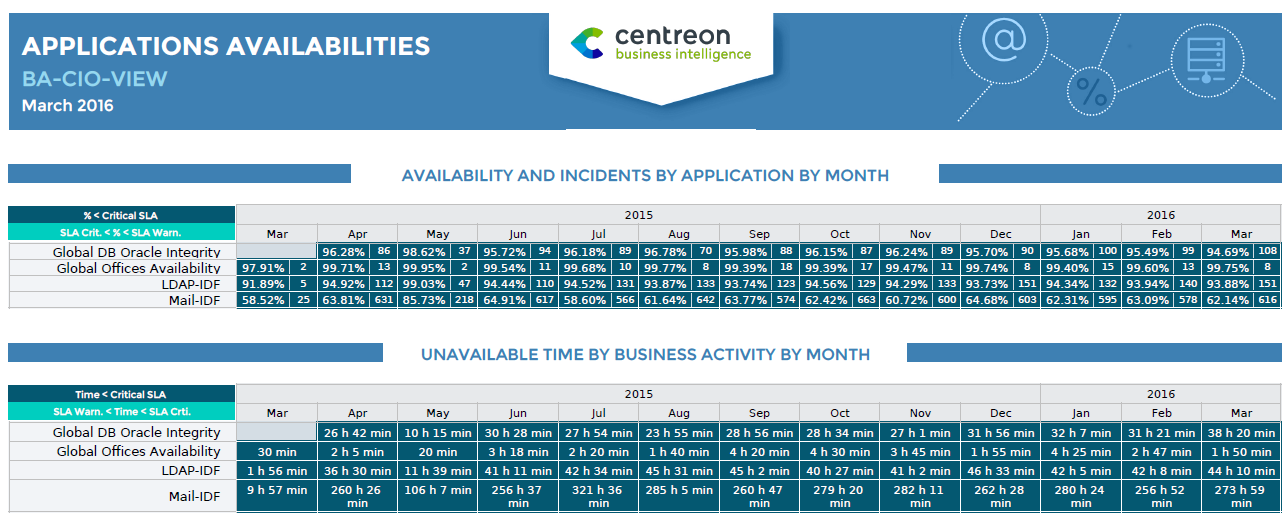 APPLICATIONS AVAILABILITIES
BA-CIO-VIEW
March 2016
centreon
business intelligence
@
%
AVAILABILITY AND INCIDENTS BY APPLICATION BY MONTH
% < Critical SLA 2015 2016
SLA Crit. < % < SLA Warn. Mar Apr May Jun Jul Aug Sep Oct Nov Dec Jan Feb Mar
Global DB Oracle Integrity 96.28% 86 98.62% 37 95.72% 94 96.18% 89 96.78% 70 95.98% 88 96.15% 87 96.24% 89 95.70% 90 95.68% 100 95.49% 99 94.69% 108
Global Offices Availability 97.91% 2 99.71% 13 99.95% 2 99.54% 11 99.68% 10 99.77% 8 99.39% 18 99.39% 17 99.47% 11 99.74% 8 99.40% 15 99.60% 13 99.75% 8
LDAP-IDF 91.89% 5 94.92% 112 99.03% 47 94.44% 110 94.52% 131 93.87% 133 93.74% 123 94.56% 129 94.29% 133 93.73% 151 94.34% 132 93.94% 140 93.88% 151
Mail-IDF 58.52% 25 63.81% 631 85.73% 218 64.91% 617 58.60% 566 61.64% 642 63.77% 574 62.42% 663 60.72% 600 64.68% 603 62.31% 595 63.09% 578 62.14% 616
UNAVAILABLE TIME BY BUSINESS ACTIVITY BY MONTH
Time < Critical SLA 2015 2016
SLA Warn. < Time < SLA Crti. Mar Apr May Jun Jul Aug Sep Oct Nov Dec Jan Feb Mar
Global DB Oracle Integrity 26 h 42 min 10 h 15 min 30 h 28 min 27 h 54 min 23 h 55 min 28 h 56 min 28 h 34 min 27 h 1 min 31 h 56 min 32 h 7 min 31 h 21 min 38 h 20 min
Global Offices Availability 30 min 2 h 5 min 20 min 3 h 18 min 2 h 20 min 1 h 40 min 4 h 20 min 4 h 30 min 3 h 45 min 1 h 55 min 4 h 25 min 2 h 47 min 1 h 50 min
LDAP-IDF 1 h 56 min 36 h 30 min 11 h 39 min 41 h 11 min 42 h 34 min 45 h 31 min 45 h 2 min 40 h 27 min 41 h 2 min 46 h 33 min 42 h 5 min 42 h 8 min 44 h 10 min
Mail-IDF 9 h 57 min 260 h 26 min 106 h 7 min 256 h 37 min 321 h 36 min 285 h 5 min 260 h 47 min 279 h 20 min 282 h 11 min 262 h 28 min 280 h 24 min 256 h 52 min 273 h 59 min